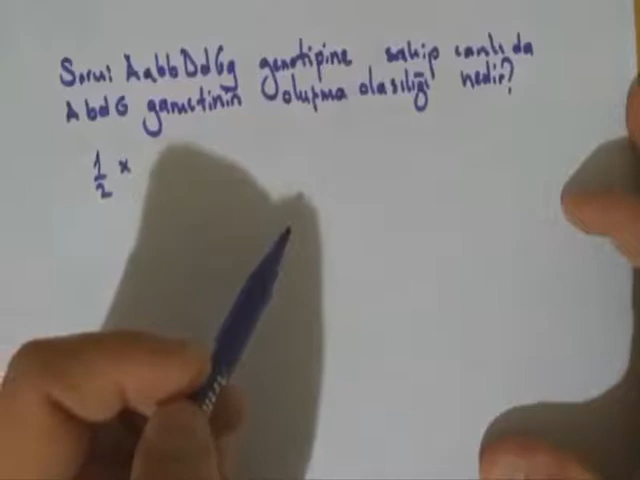 Soru: AabbDdGg genotipine sahip canlıda
AbdG gametinin oluşma olasılığı nedir?
1/2 x